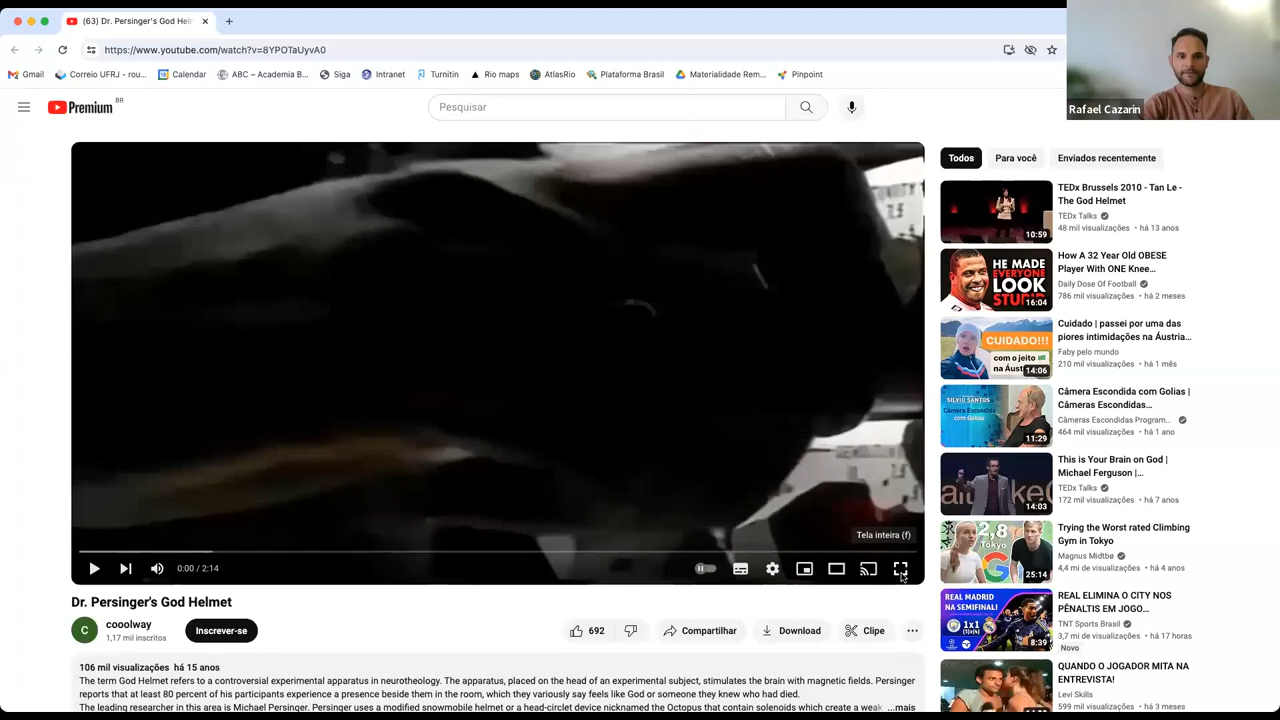 (63) Dr. Persinger's God Helm
https://www.youtube.com/watch?v=8YPOTaUyvA0
Gmail
Correio UFRJ - rou...
Calendar
ABC – Academia B...
Siga
Intranet
Turnitin
Rio maps
AtlasRio
Plataforma Brasil
Materialidade Rem...
Pinpoint
Rafael Cazarin
Premium BR
Pesquisar
Tela inteira (f)
0:00 / 2:14
Dr. Persinger's God Helmet
C
cooolway
1,17 mil inscritos
Inscrever-se
692
Compartilhar
Download
Clipe
106 mil visualizações há 15 anos
The term God Helmet refers to a controversial experimental apparatus in neurotheology. The apparatus, placed on the head of an experimental subject, stimulates the brain with magnetic fields. Persinger
reports that at least 80 percent of his participants experience a presence beside them in the room, which they variously say feels like God or someone they knew who had died.
The leading researcher in this area is Michael Persinger. Persinger uses a modified snowmobile helmet or a head-circlet device nicknamed the Octopus that contain solenoids which create a weak ...mais
Todos
Para você
Enviados recentemente
10:59
TEDx Brussels 2010 - Tan Le -
The God Helmet
TEDx Talks
48 mil visualizações • há 13 anos
HE MADE
EVERYONE
LOOK
STUPID
16:04
How A 32 Year Old OBESE
Player With ONE Knee...
Daily Dose Of Football
786 mil visualizações • há 2 meses
CUIDADO!!!
com o jeito
na Áust
14:06
Cuidado | passei por uma das
piores intimidações na Áustria...
Faby pelo mundo
210 mil visualizações • há 1 mês
SILVIO SANTOS
Câmera Escondida
com Golias
11:29
Câmera Escondida com Golias |
Câmeras Escondidas...
Câmeras Escondidas Program...
464 mil visualizações • há 1 ano
14:03
This is Your Brain on God |
Michael Ferguson |...
TEDx Talks
172 mil visualizações • há 7 anos
2,8
Tokyo
25:14
Trying the Worst rated Climbing
Gym in Tokyo
Magnus Midtbø
4,4 mi de visualizações • há 4 anos
REAL MADRID
NA SEMIFINAL!
1x1
8:39
REAL ELIMINA O CITY NOS
PÊNALTIS EM JOGO...
TNT Sports Brasil
3,7 mi de visualizações • há 17 horas
Novo
QUANDO O JOGADOR MITA NA
ENTREVISTA!
Levi Skills
599 mil visualizações • há 3 meses